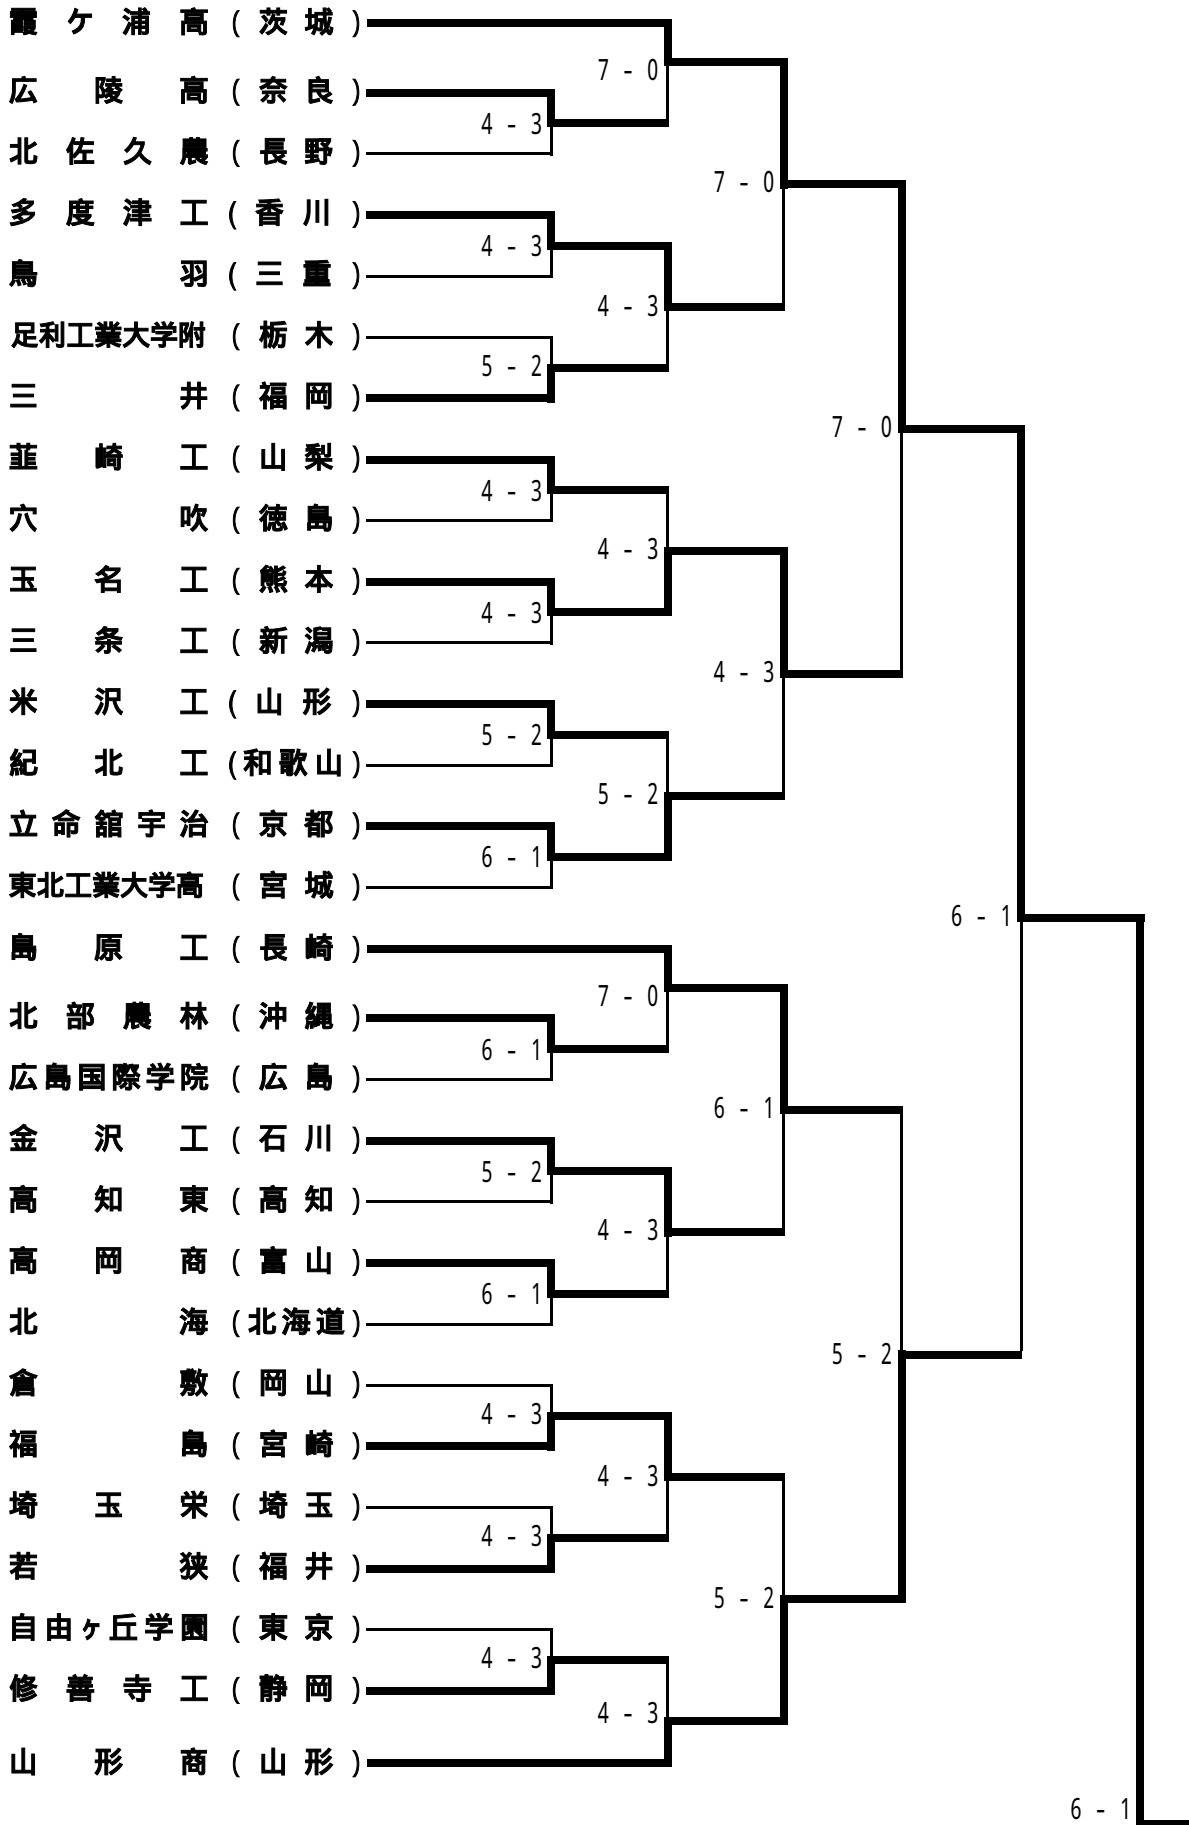 霞ヶ浦高(茨城)
7 - 0
広陵高(奈良)
4 - 3
北佐久農(長野)
7 - 0
多度津工(香川)
4 - 3
鳥羽(三重)
4 - 3
足利工業大学附(栃木)
5 - 2
三井(福岡)
7 - 0
韮崎工(山梨)
4 - 3
穴吹(徳島)
4 - 3
玉名工(熊本)
4 - 3
三条工(新潟)
4 - 3
米沢工(山形)
5 - 2
紀北工(和歌山)
5 - 2
立命舘宇治(京都)
6 - 1
東北工業大学高(宮城)
6 - 1
島原工(長崎)
7 - 0
北部農林(沖縄)
6 - 1
広島国際学院(広島)
6 - 1
金沢工(石川)
5 - 2
高知東(高知)
4 - 3
高岡商(富山)
6 - 1
北海(北海道)
5 - 2
倉敷(岡山)
4 - 3
福島(宮崎)
4 - 3
埼玉栄(埼玉)
4 - 3
若狭(福井)
5 - 2
自由ヶ丘学園(東京)
4 - 3
修善寺工(静岡)
4 - 3
山形商(山形)
6 - 1